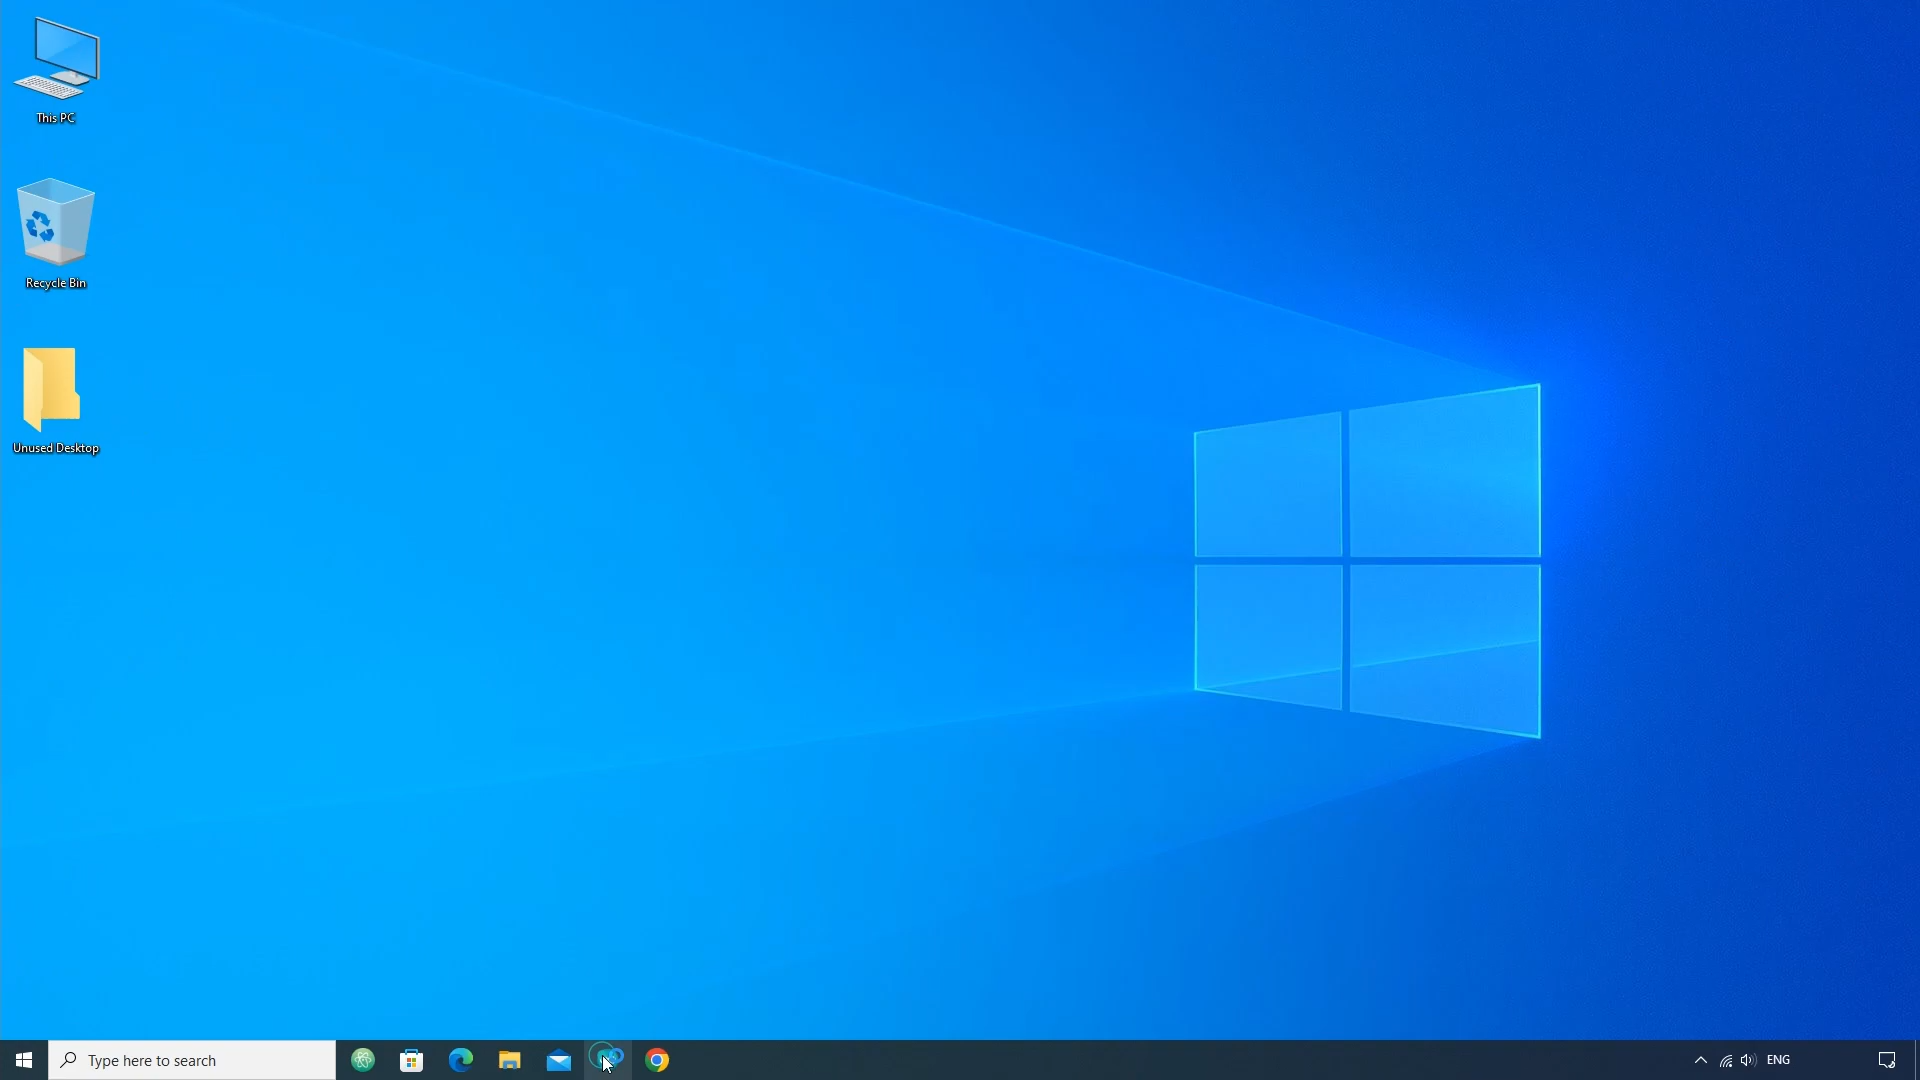 This PC
Recycle Bin
Unused Desktop
Type here to search
ENG